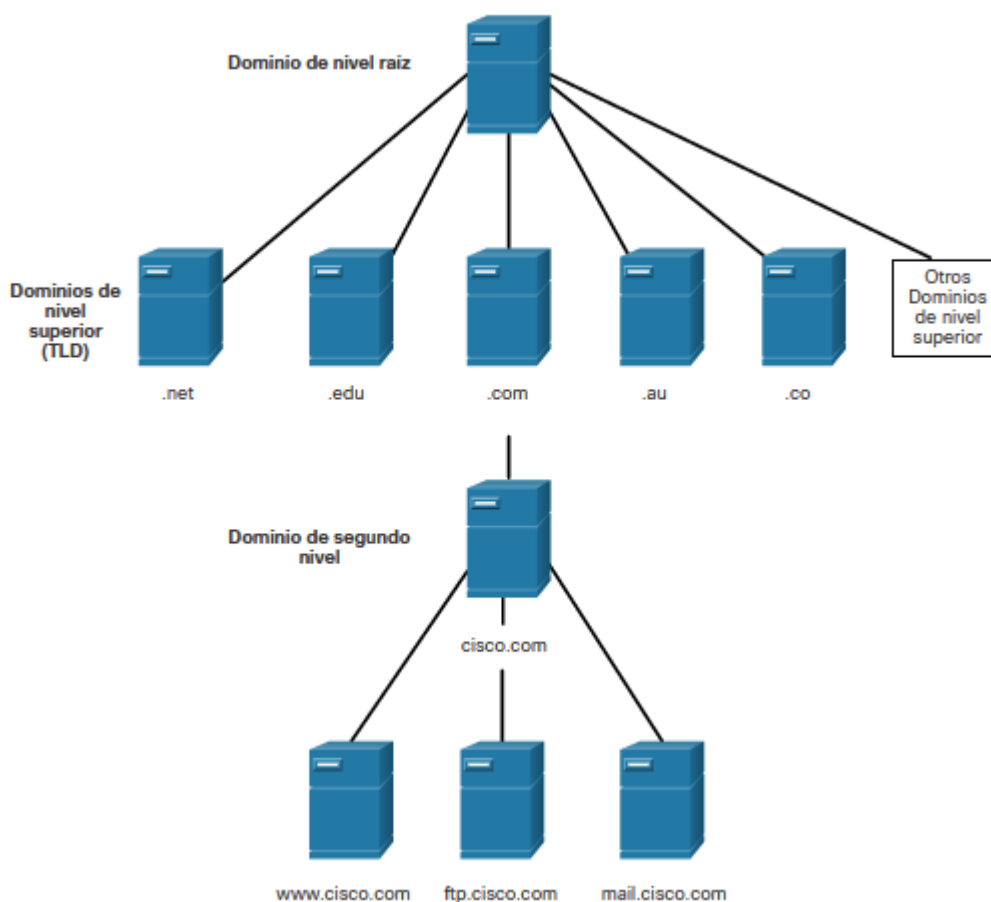 Dominio de nivel raiz
Dominios de
nivel
superior
(TLD)
Otros
Dominios
de nivel
superior
.net
.edu
.com
.au
.co
Dominio de segundo
nivel
cisco.com
www.cisco.com
ftp.cisco.com
mail.cisco.com